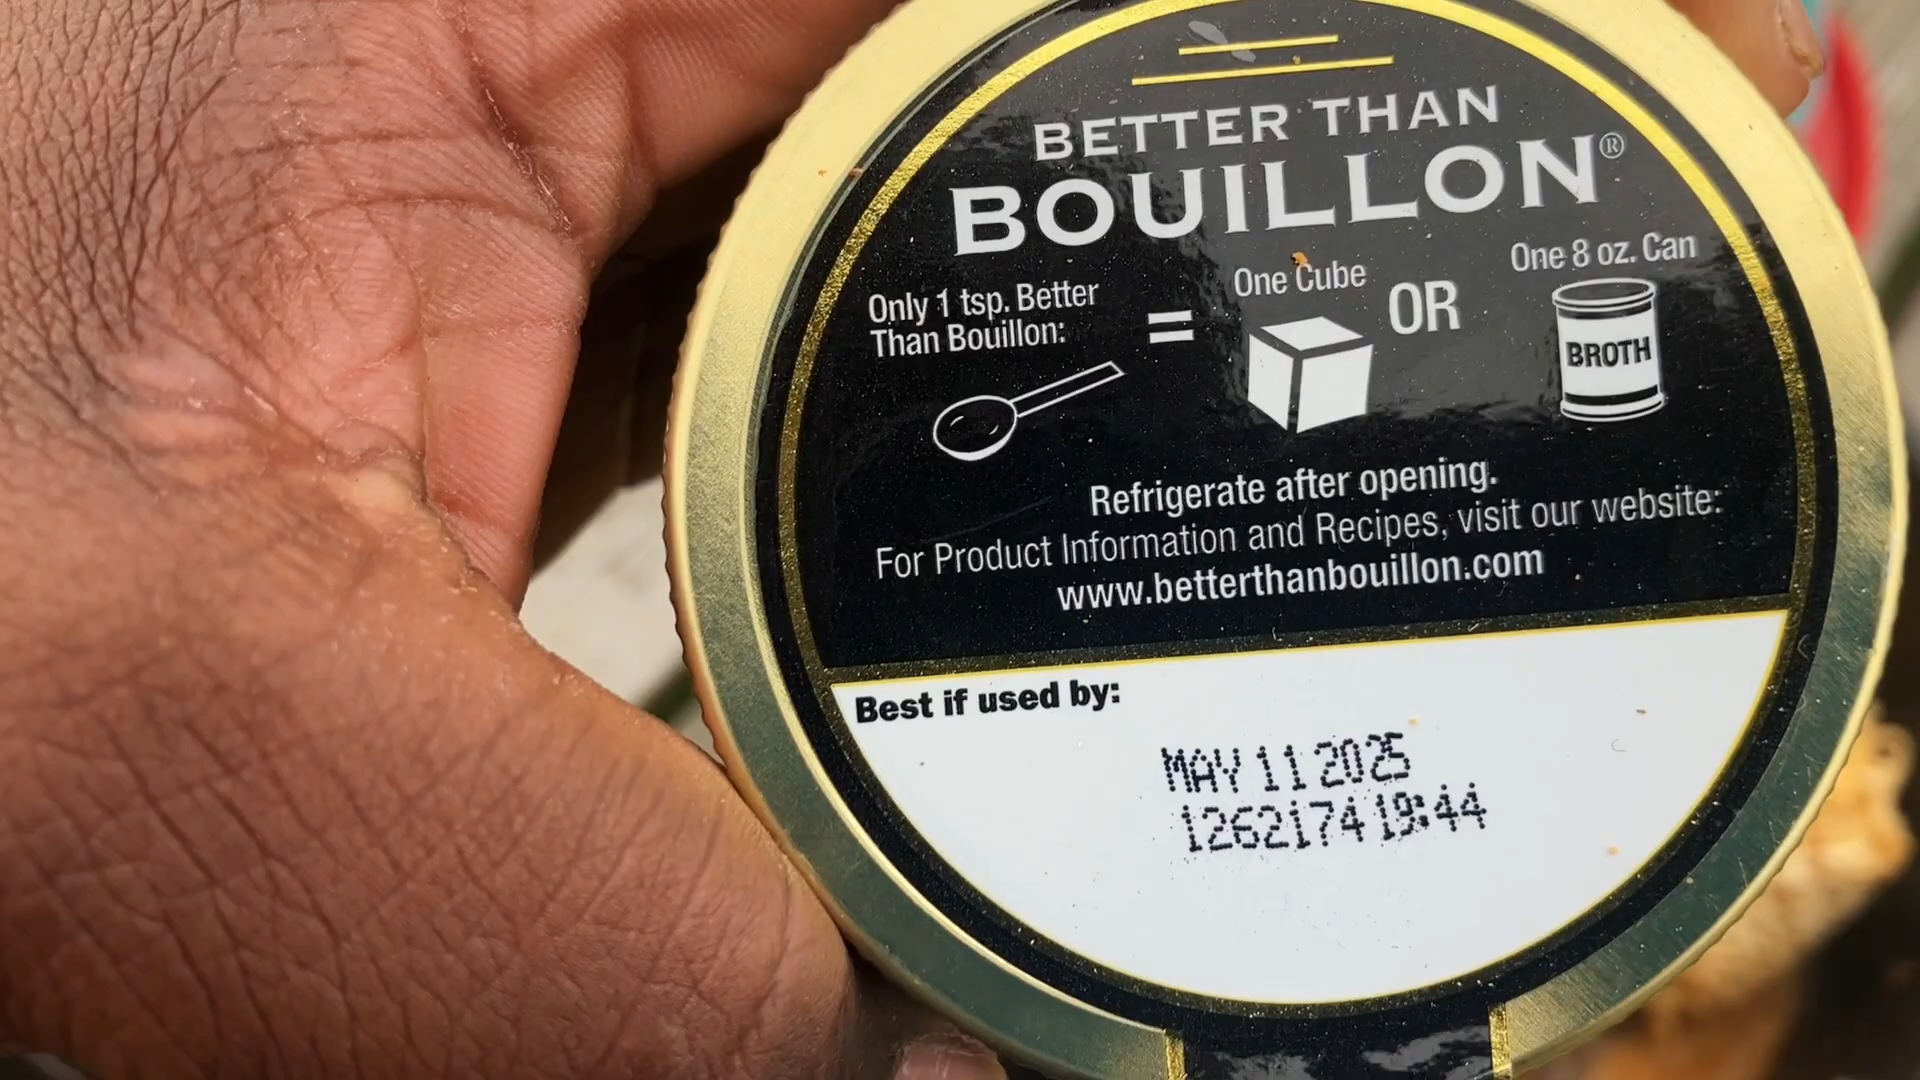 BETTER THAN
BOUILLON®
Only 1 tsp. Better
Than Bouillon:
=
One Cube
OR
One 8 oz. Can
BROTH
Refrigerate after opening.
For Product Information and Recipes, visit our website:
www.betterthanbouillon.com
Best if used by:
MAY 11 2025
1262174 19:44